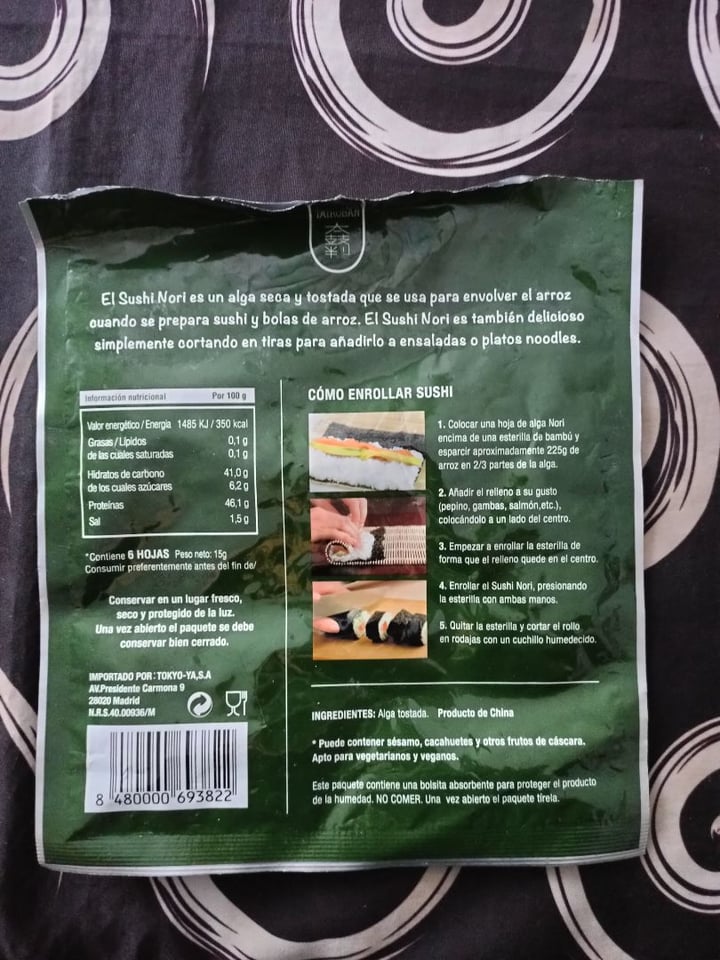 El Sushi Nori es un alga seca y tostada que se usa para envolver el arroz
cuando se prepara sushi y bolas de arroz. El Sushi Nori es también delicioso
simplemente cortando en tiras para añadirlo a ensaladas o platos noodles.
Información nutricional Por 100 g
Valor energético / Energia 1485 KJ / 350 kcal
Grasas / Lípidos 0,1 g
de las cuales saturadas 0,1 g
Hidratos de carbono 41,0 g
de los cuales azúcares 6,2 g
Proteínas 46,1 g
Sal 1,5 g
*Contiene 6 HOJAS Peso neto: 15g
Consumir preferentemente antes del fin de/
Conservar en un lugar fresco,
seco y protegido de la luz.
Una vez abierto el paquete se debe
conservar bien cerrado.
IMPORTADO POR: TOKYO-YA,S.A
AV.Presidente Carmona 9
28020 Madrid
N.R.S.40.00936/M
8 480000 693822
CÓMO ENROLLAR SUSHI
1. Colocar una hoja de alga Nori
encima de una esterilla de bambú y
esparcir aproximadamente 225g de
arroz en 2/3 partes de la alga.
2. Añadir el relleno a su gusto
(pepino, gambas, salmón,etc.),
colocándolo a un lado del centro.
3. Empezar a enrollar la esterilla de
forma que el relleno quede en el centro.
4. Enrollar el Sushi Nori, presionando
la esterilla con ambas manos.
5. Quitar la esterilla y cortar el rollo
en rodajas con un cuchillo humedecido.
INGREDIENTES: Alga tostada. Producto de China
* Puede contener sésamo, cacahuetes y otros frutos de cáscara.
Apto para vegetarianos y veganos.
Este paquete contiene una bolsita absorbente para proteger el producto
de la humedad. NO COMER. Una vez abierto el paquete tírela.